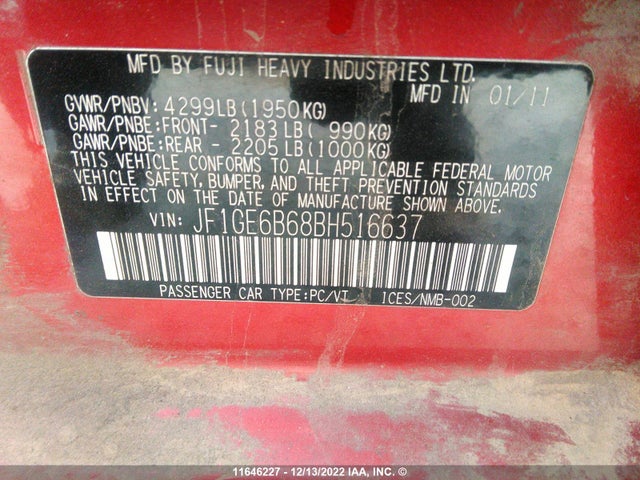 MFD BY FUJI HEAVY INDUSTRIES LTD.
MFD IN 01/11
GVWR/PNBV: 4299LB(1950KG)
GAWR/PNBE:FRONT- 2183LB( 990KG)
GAWR/PNBE:REAR - 2205LB(1000KG)
THIS VEHICLE CONFORMS TO ALL APPLICABLE FEDERAL MOTOR
VEHICLE SAFETY, BUMPER, AND THEFT PREVENTION STANDARDS
IN EFFECT ON THE DATE OF MANUFACTURE SHOWN ABOVE.
VIN: JF1GE6B68BH516637
PASSENGER CAR TYPE:PC/VT ICES/NMB-002
11646227 - 12/13/2022 IAA, INC. ©